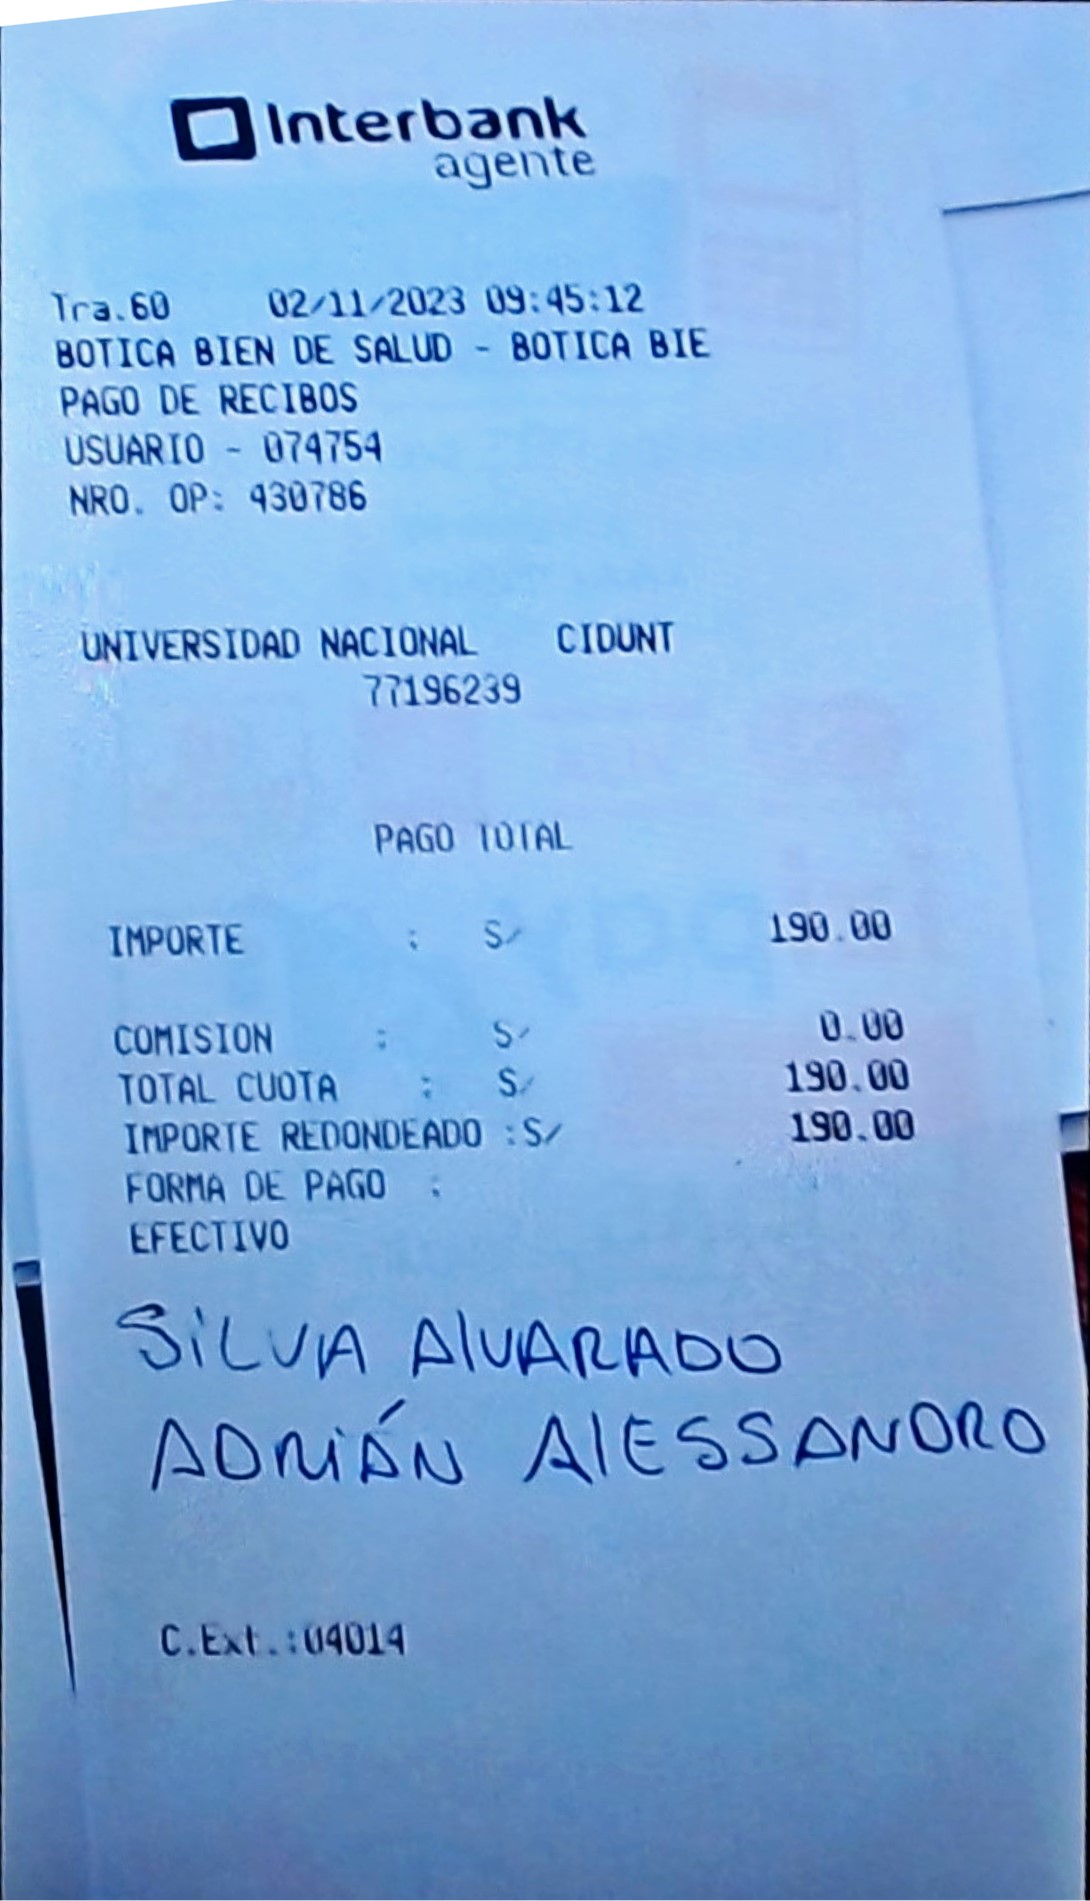 Interbank
agente
Tra.60 02/11/2023 09:45:12
BOTICA BIEN DE SALUD - BOTICA BIE
PAGO DE RECIBOS
USUARIO - 074754
NRO. OP: 430786
UNIVERSIDAD NACIONAL CIDUNT
77196239
PAGO TOTAL
IMPORTE : S/ 190.00
COMISION : S/ 0.00
TOTAL CUOTA : S/ 190.00
IMPORTE REDONDEADO :S/ 190.00
FORMA DE PAGO :
EFECTIVO
SILVA AlVARADO
ADRIÁN AlESSANDRO
C.Ext.:04014